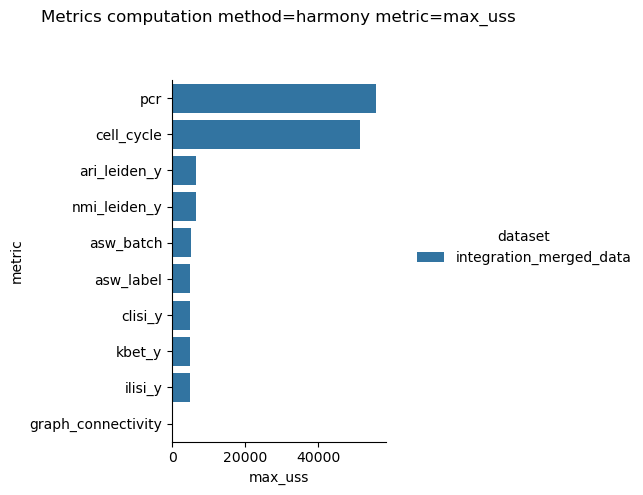 Metrics computation method=harmony metric=max_uss
pcr
cell_cycle
ari_leiden_y
nmi_leiden_y
asw_batch
asw_label
clisi_y
kbet_y
ilisi_y
graph_connectivity
metric
0 20000 40000
max_uss
dataset
integration_merged_data